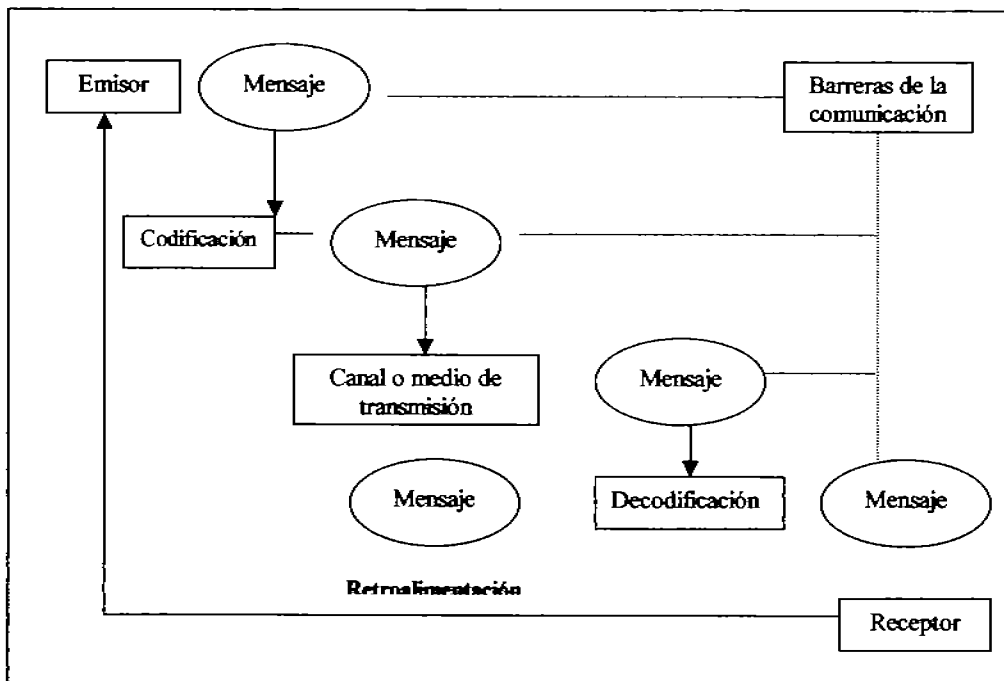 Emisor
Mensaje
Barreras de la
comunicación
Codificación
Mensaje
Canal o medio de
transmisión
Mensaje
Mensaje
Decodificación
Mensaje
Retroalimentación
Receptor